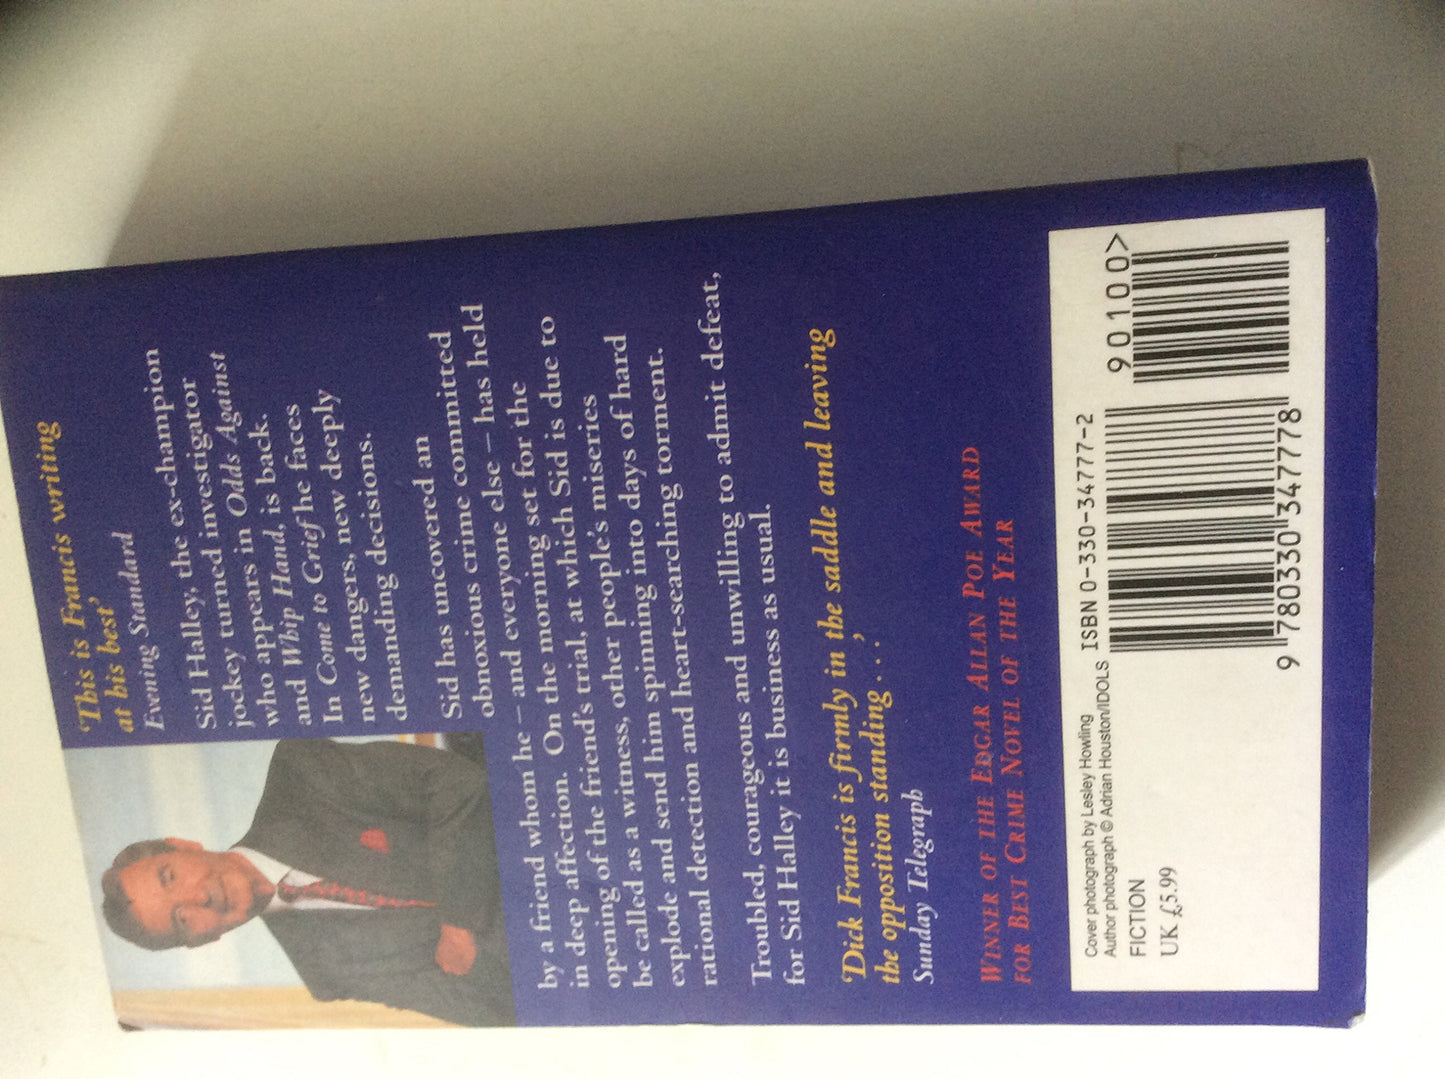 'This is Francis writing
at his best'
Evening Standard
Sid Halley, the ex-champion
jockey turned investigator
who appears in Odds Against
and Whip Hand, is back.
In Come to Grief he faces
new dangers, new deeply
demanding decisions.
Sid has uncovered an
obnoxious crime committed
by a friend whom he – and everyone else – has held
in deep affection. On the morning set for the
opening of the friend's trial, at which Sid is due to
be called as a witness, other people's miseries
explode and send him spinning into days of hard
rational detection and heart-searching torment.
Troubled, courageous and unwilling to admit defeat,
for Sid Halley it is business as usual.
'Dick Francis is firmly in the saddle and leaving
the opposition standing . . .'
Sunday Telegraph
WINNER OF THE EDGAR ALLAN POE AWARD
FOR BEST CRIME NOVEL OF THE YEAR
Cover photograph by Lesley Howling
Author photograph © Adrian Houston/IDOLS
FICTION
UK £5.99
ISBN 0-330-34777-2
90100>
9 780330 347778